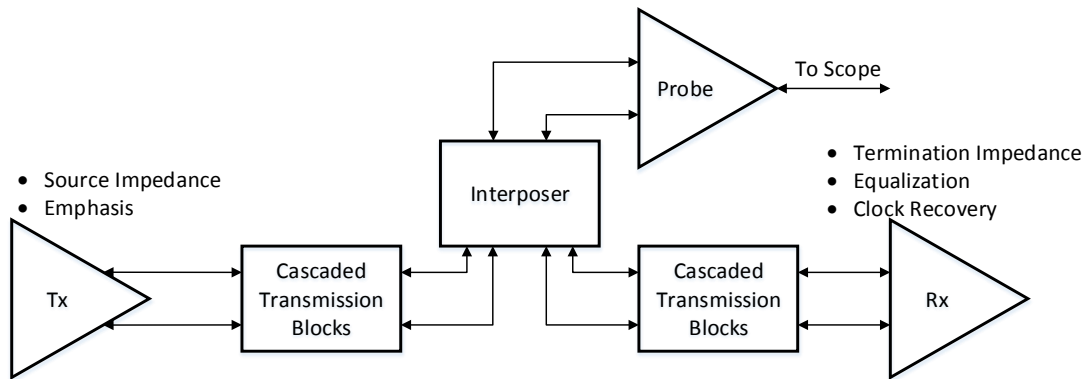 To Scope
Probe
• Source Impedance
• Emphasis
Interposer
• Termination Impedance
• Equalization
• Clock Recovery
Tx
Cascaded
Transmission
Blocks
Cascaded
Transmission
Blocks
Rx